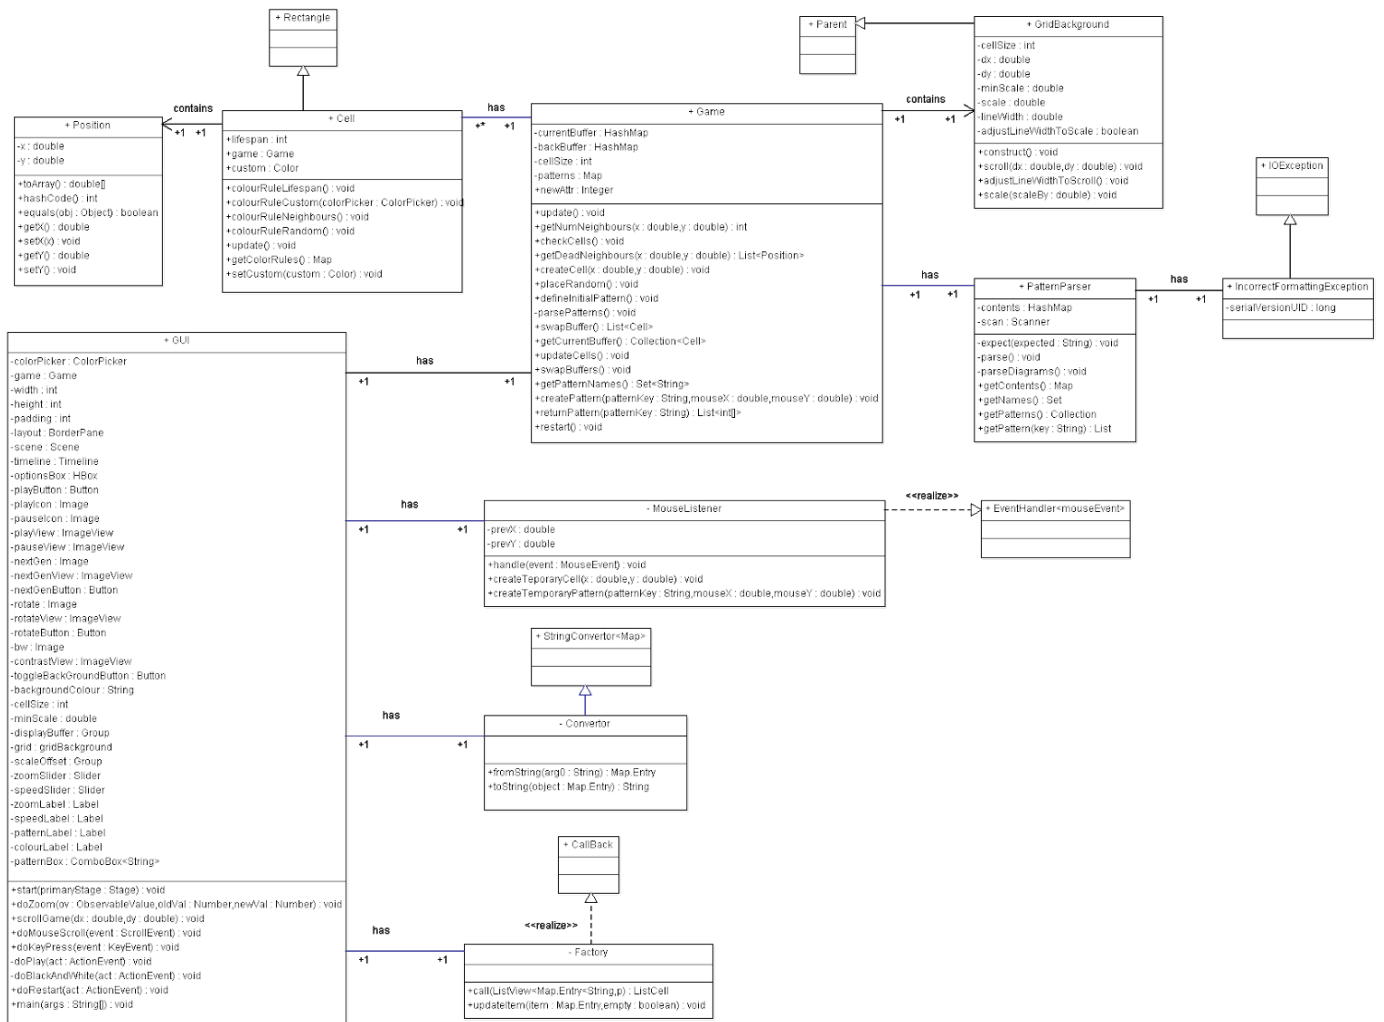 + Rectangle
+ Parent
+ GridBackground
-cellSize : int
-dx : double
-dy : double
-minScale : double
-scale : double
-lineWidth : double
-adjustLineWidthToScale : boolean
+construct() : void
+scroll(dx : double,dy : double) : void
+adjustLineWidthToScroll() : void
+scale(scaleBy : double) : void
contains
+1 +1
+ Position
-x : double
-y : double
+toArray() : double[]
+hashCode() : int
+equals(obj : Object) : boolean
+getX() : double
+setX(x) : void
+getY() : double
+setY() : void
+ Cell
+lifespan : int
+game : Game
+custom : Color
+colourRuleLifespan() : void
+colourRuleCustom(colorPicker : ColorPicker) : void
+colourRuleNeighbours() : void
+colourRuleRandom() : void
+update() : void
+getColorRules() : Map
+setCustom(custom : Color) : void
has
+* +1
+ Game
-currentBuffer : HashMap
-backBuffer : HashMap
-cellSize : int
-patterns : Map
+newAttr : Integer
+update() : void
+getNumNeighbours(x : double,y : double) : int
+checkCells() : void
+getDeadNeighbours(x : double,y : double) : List<Position>
+createCell(x : double,y : double) : void
+placeRandom() : void
+defineInitialPattern() : void
-parsePatterns() : void
+swapBuffer() : List<Cell>
+getCurrentBuffer() : Collection<Cell>
+updateCells() : void
+swapBuffers() : void
+getPatternNames() : Set<String>
+createPattern(patternKey : String,mouseX : double,mouseY : double) : void
+returnPattern(patternKey : String) : List<int[]>
+restart() : void
contains
+1 +1
has
+1 +1
+ PatternParser
-contents : HashMap
-scan : Scanner
-expect(expected : String) : void
-parse() : void
-parseDiagrams() : void
+getContents() : Map
+getNames() : Set
+getPatterns() : Collection
+getPattern(key : String) : List
has
+1 +1
+ IOException
+ IncorrectFormattingException
-serialVersionUID : long
+ GUI
-colorPicker : ColorPicker
-game : Game
-width : int
-height : int
-padding : int
-layout : BorderPane
-scene : Scene
-timeline : Timeline
-optionsBox : HBox
-playButton : Button
-playIcon : Image
-pauseIcon : Image
-playView : ImageView
-pauseView : ImageView
-nextGen : Image
-nextGenView : ImageView
-nextGenButton : Button
-rotate : Image
-rotateView : ImageView
-rotateButton : Button
-bw : Image
-contrastView : ImageView
-toggleBackGroundButton : Button
-backgroundColour : String
-cellSize : int
-minScale : double
-displayBuffer : Group
-grid : gridBackground
-scaleOffset : Group
-zoomSlider : Slider
-speedSlider : Slider
-zoomLabel : Label
-speedLabel : Label
-patternLabel : Label
-colourLabel : Label
-patternBox : ComboBox<String>
+start(primaryStage : Stage) : void
+doZoom(ov : ObservableValue,oldVal : Number,newVal : Number) : void
+scrollGame(dx : double,dy : double) : void
+doMouseScroll(event : ScrollEvent) : void
+doKeyPress(event : KeyEvent) : void
-doPlay(act : ActionEvent) : void
-doBlackAndWhite(act : ActionEvent) : void
+doRestart(act : ActionEvent) : void
+main(args : String[]) : void
has
+1 +1
has
+1 +1
- MouseListener
-prevX : double
-prevY : double
+handle(event : MouseEvent) : void
+createTeporaryCell(x : double,y : double) : void
+createTemporaryPattern(patternKey : String,mouseX : double,mouseY : double) : void
<<realize>>
+ EventHandler<mouseEvent>
+ StringConvertor<Map>
has
+1 +1
- Convertor
+fromString(arg0 : String) : Map.Entry
+toString(object : Map.Entry) : String
+ CallBack
<<realize>>
has
+1 +1
- Factory
+call(ListView<Map.Entry<String,p) : ListCell
+updateItem(item : Map.Entry,empty : boolean) : void